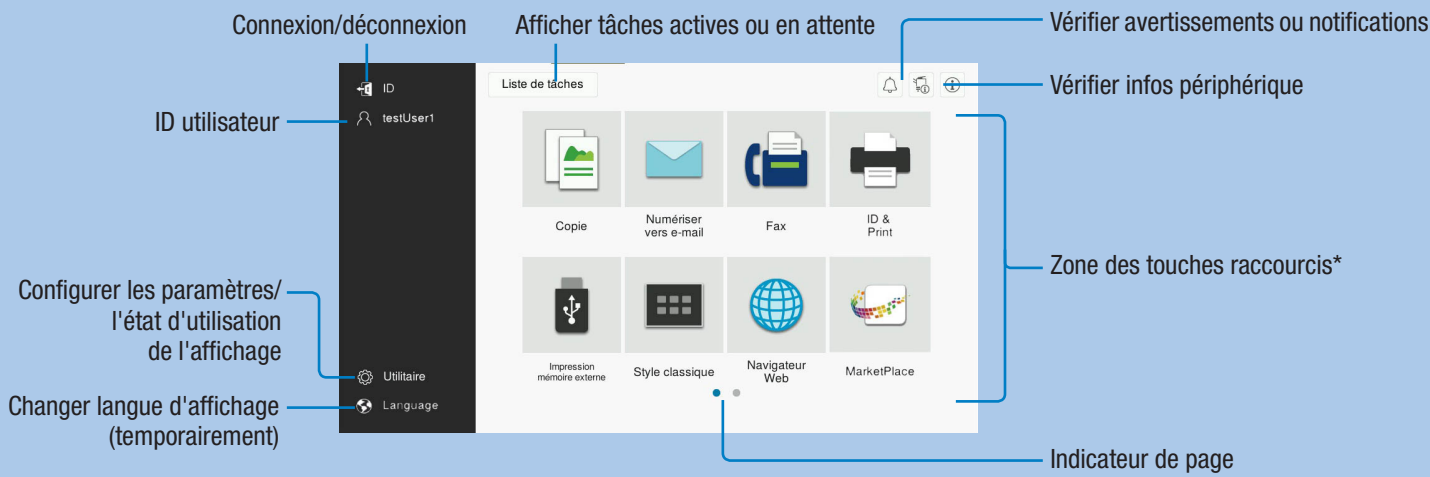 Connexion/déconnexion
Afficher tâches actives ou en attente
Vérifier avertissements ou notifications
ID
Liste de tâches
Vérifier infos périphérique
ID utilisateur
testUser1
Copie
Numériser
vers e-mail
Fax
ID &
Print
Zone des touches raccourcis*
Configurer les paramètres/
l'état d'utilisation
de l'affichage
Impression
mémoire externe
Style classique
Navigateur
Web
MarketPlace
Utilitaire
Changer langue d'affichage
(temporairement)
Language
Indicateur de page